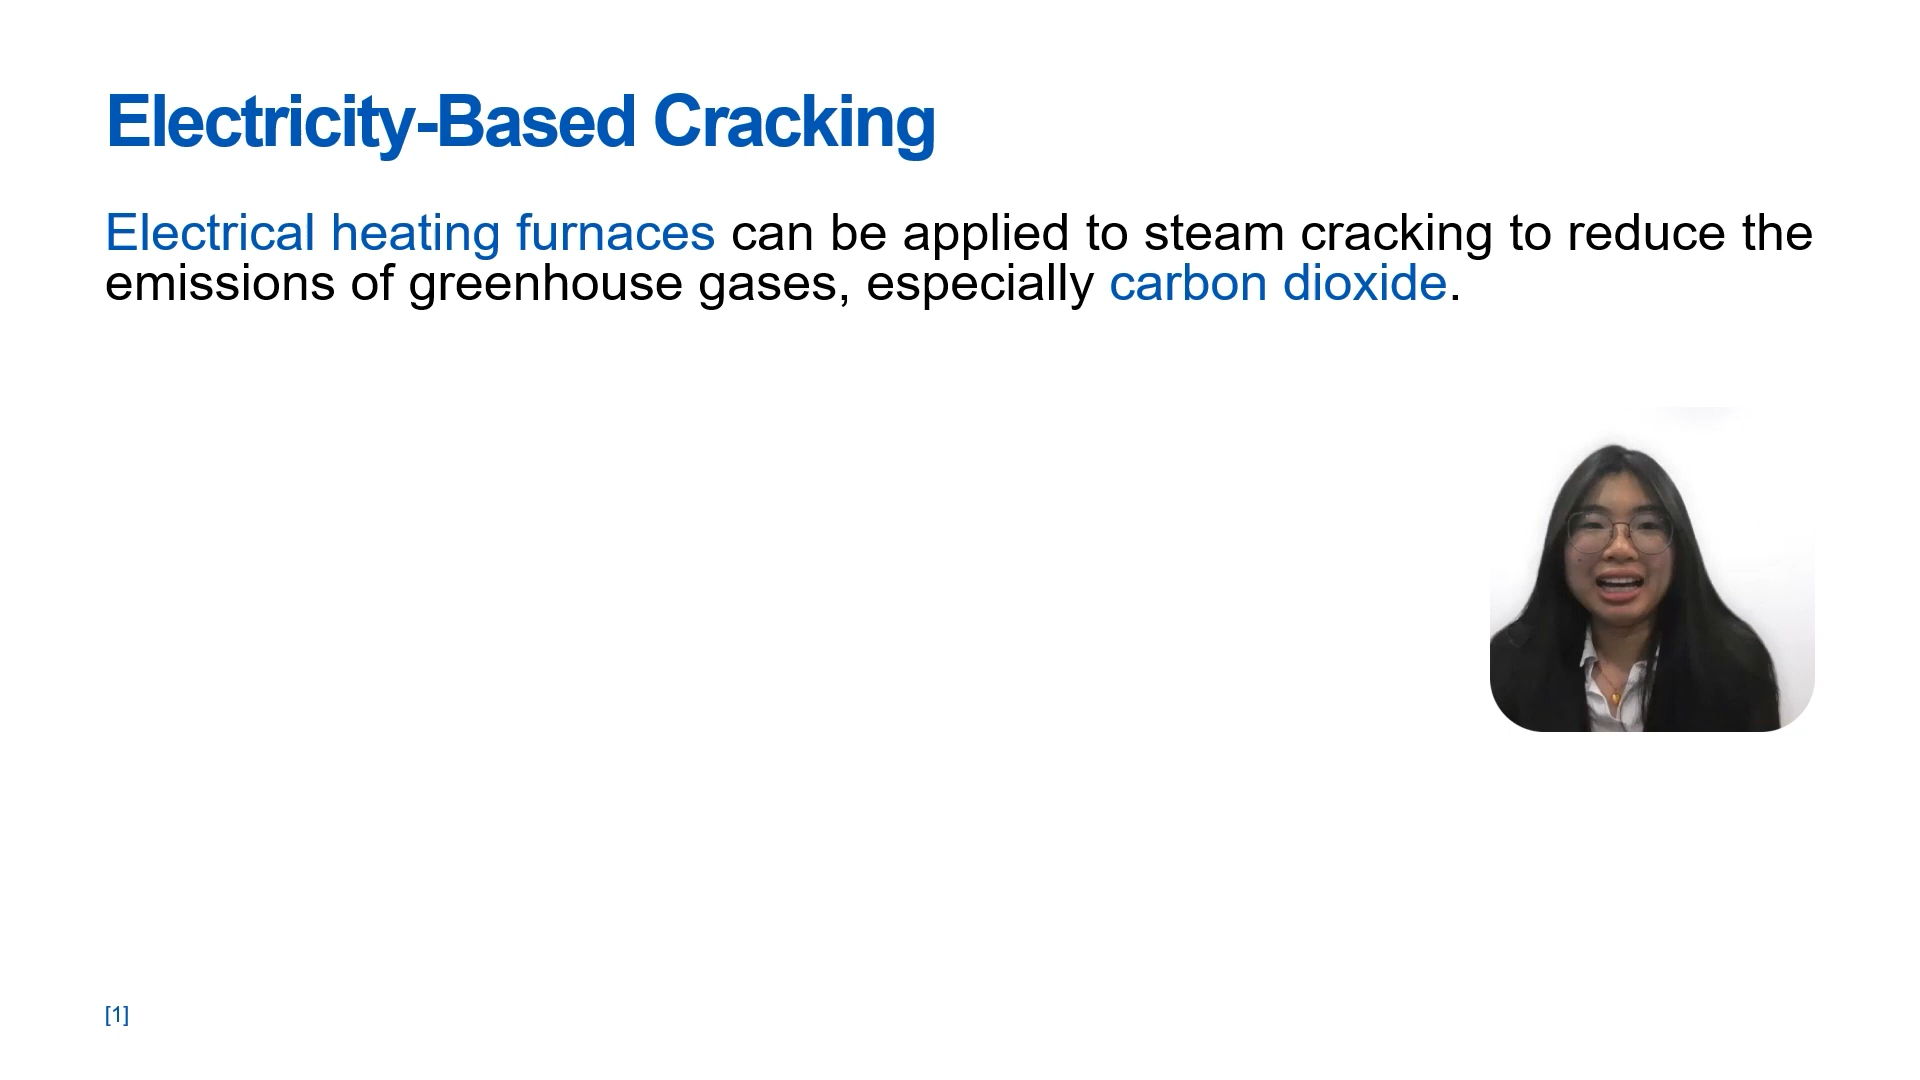 Electricity-Based Cracking
Electrical heating furnaces can be applied to steam cracking to reduce the
emissions of greenhouse gases, especially carbon dioxide.
[1]